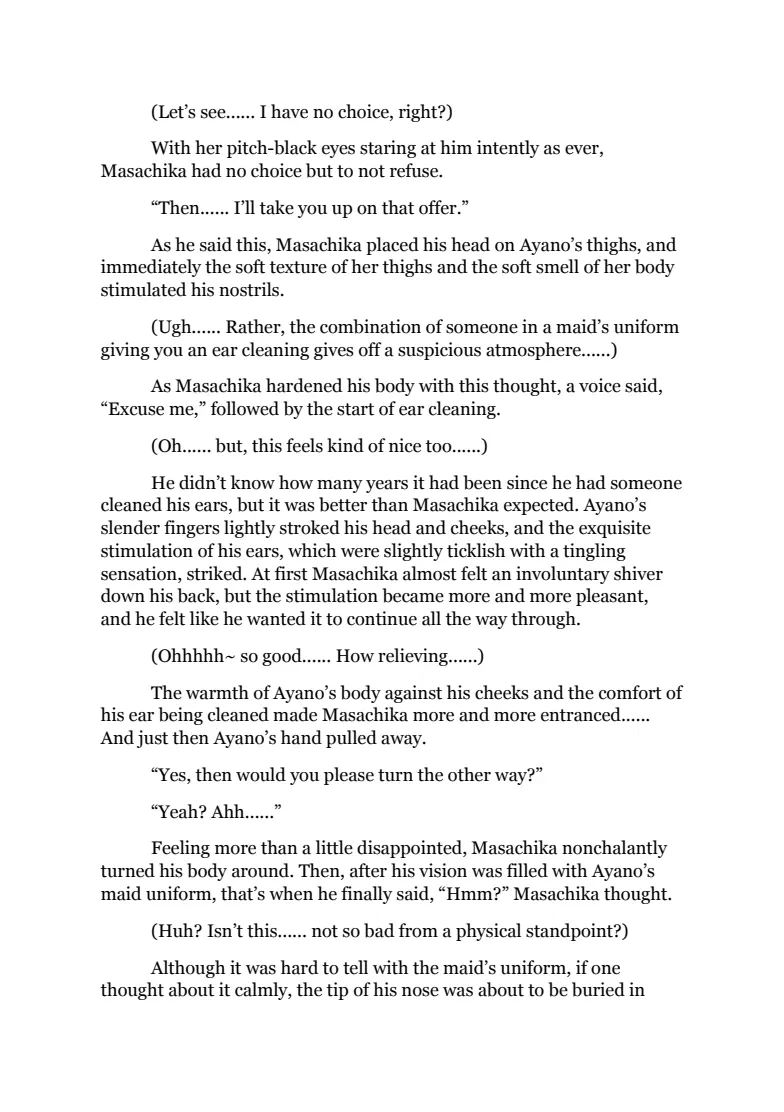 (Let’s see...... I have no choice, right?)
With her pitch-black eyes staring at him intently as ever,
Masachika had no choice but to not refuse.
“Then...... I’ll take you up on that offer.”
As he said this, Masachika placed his head on Ayano’s thighs, and
immediately the soft texture of her thighs and the soft smell of her body
stimulated his nostrils.
(Ugh...... Rather, the combination of someone in a maid’s uniform
giving you an ear cleaning gives off a suspicious atmosphere......)
As Masachika hardened his body with this thought, a voice said,
“Excuse me,” followed by the start of ear cleaning.
(Oh...... but, this feels kind of nice too......)
He didn’t know how many years it had been since he had someone
cleaned his ears, but it was better than Masachika expected. Ayano’s
slender fingers lightly stroked his head and cheeks, and the exquisite
stimulation of his ears, which were slightly ticklish with a tingling
sensation, striked. At first Masachika almost felt an involuntary shiver
down his back, but the stimulation became more and more pleasant,
and he felt like he wanted it to continue all the way through.
(Ohhhhh~ so good...... How relieving......)
The warmth of Ayano’s body against his cheeks and the comfort of
his ear being cleaned made Masachika more and more entranced......
And just then Ayano’s hand pulled away.
“Yes, then would you please turn the other way?”
“Yeah? Ahh......”
Feeling more than a little disappointed, Masachika nonchalantly
turned his body around. Then, after his vision was filled with Ayano’s
maid uniform, that’s when he finally said, “Hmm?” Masachika thought.
(Huh? Isn’t this...... not so bad from a physical standpoint?)
Although it was hard to tell with the maid’s uniform, if one
thought about it calmly, the tip of his nose was about to be buried in